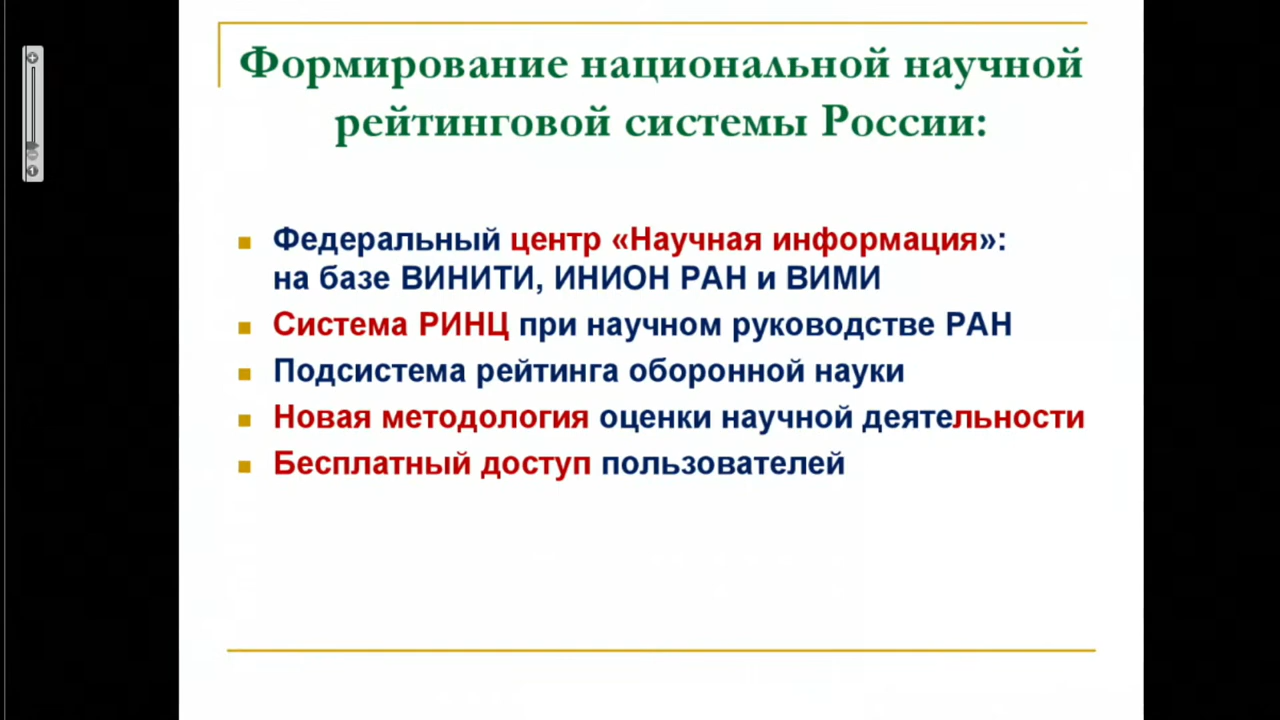 Формирование национальной научной
рейтинговой системы России:
Федеральный центр «Научная информация»:
на базе ВИНИТИ, ИНИОН РАН и ВИМИ
Система РИНЦ при научном руководстве РАН
Подсистема рейтинга оборонной науки
Новая методология оценки научной деятельности
Бесплатный доступ пользователей